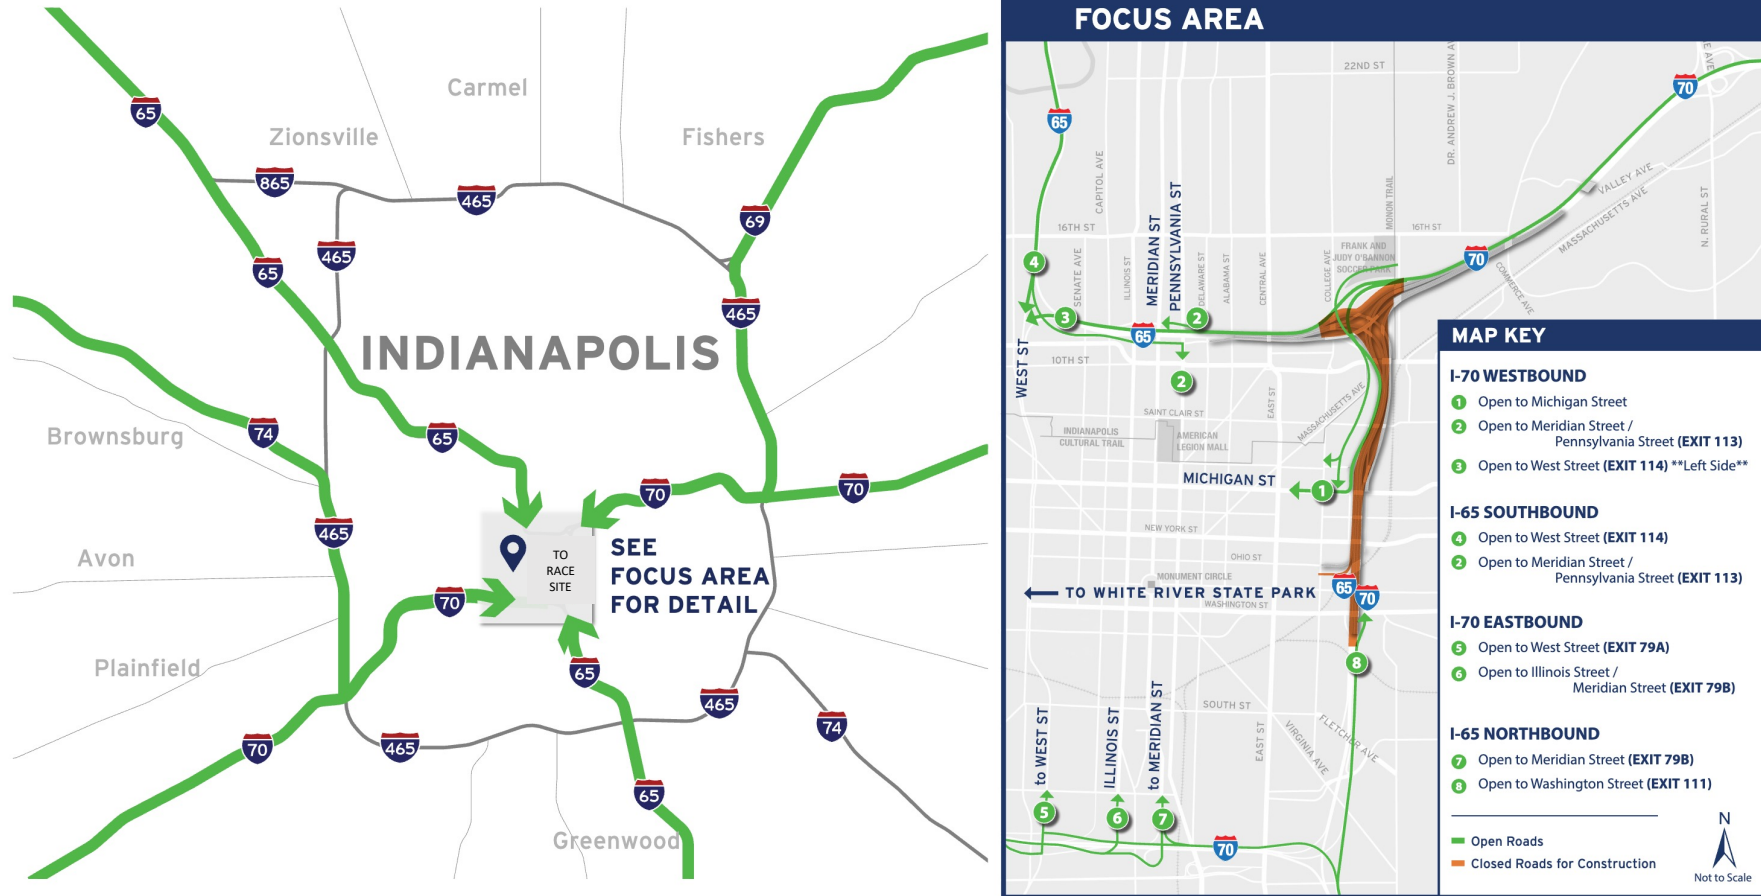 65
Carmel
Zionsville
Fishers
865
465
69
465
65
465
INDIANAPOLIS
Brownsburg
74
65
70
70
465
Avon
TO
RACE
SITE
SEE
FOCUS AREA
FOR DETAIL
70
Plainfield
65
465
74
70
465
65
Greenwood
FOCUS AREA
22ND ST
DR. ANDREW J. BROWN AV
E AVE
70
65
CAPITOL AVE
MERIDIAN ST
PENNSYLVANIA ST
MONON TRAIL
VALLEY AVE
MASSACHUSETTS AVE
N. RURAL ST
16TH ST
16TH ST
4
SENATE AVE
ILLINOIS ST
DELAWARE ST
ALABAMA ST
CENTRAL AVE
COLLEGE AVE
FRANK AND
JUDY O'BANNON
SOCCER PARK
70
COMMERCE AVE
3
65
2
WEST ST
10TH ST
2
EAST ST
MASSACHUSETTS AVE
SAINT CLAIR ST
INDIANAPOLIS
CULTURAL TRAIL
AMERICAN
LEGION MALL
MICHIGAN ST
1
NEW YORK ST
OHIO ST
MONUMENT CIRCLE
TO WHITE RIVER STATE PARK
WASHINGTON ST
65
70
8
SOUTH ST
EAST ST
VIRGINIA AVE
FLETCHER AVE
to WEST ST
ILLINOIS ST
to MERIDIAN ST
5
6
7
70
MAP KEY
I-70 WESTBOUND
1 Open to Michigan Street
2 Open to Meridian Street /
Pennsylvania Street (EXIT 113)
3 Open to West Street (EXIT 114) **Left Side**
I-65 SOUTHBOUND
4 Open to West Street (EXIT 114)
2 Open to Meridian Street /
Pennsylvania Street (EXIT 113)
I-70 EASTBOUND
5 Open to West Street (EXIT 79A)
6 Open to Illinois Street /
Meridian Street (EXIT 79B)
I-65 NORTHBOUND
7 Open to Meridian Street (EXIT 79B)
8 Open to Washington Street (EXIT 111)
Open Roads
Closed Roads for Construction
N
Not to Scale